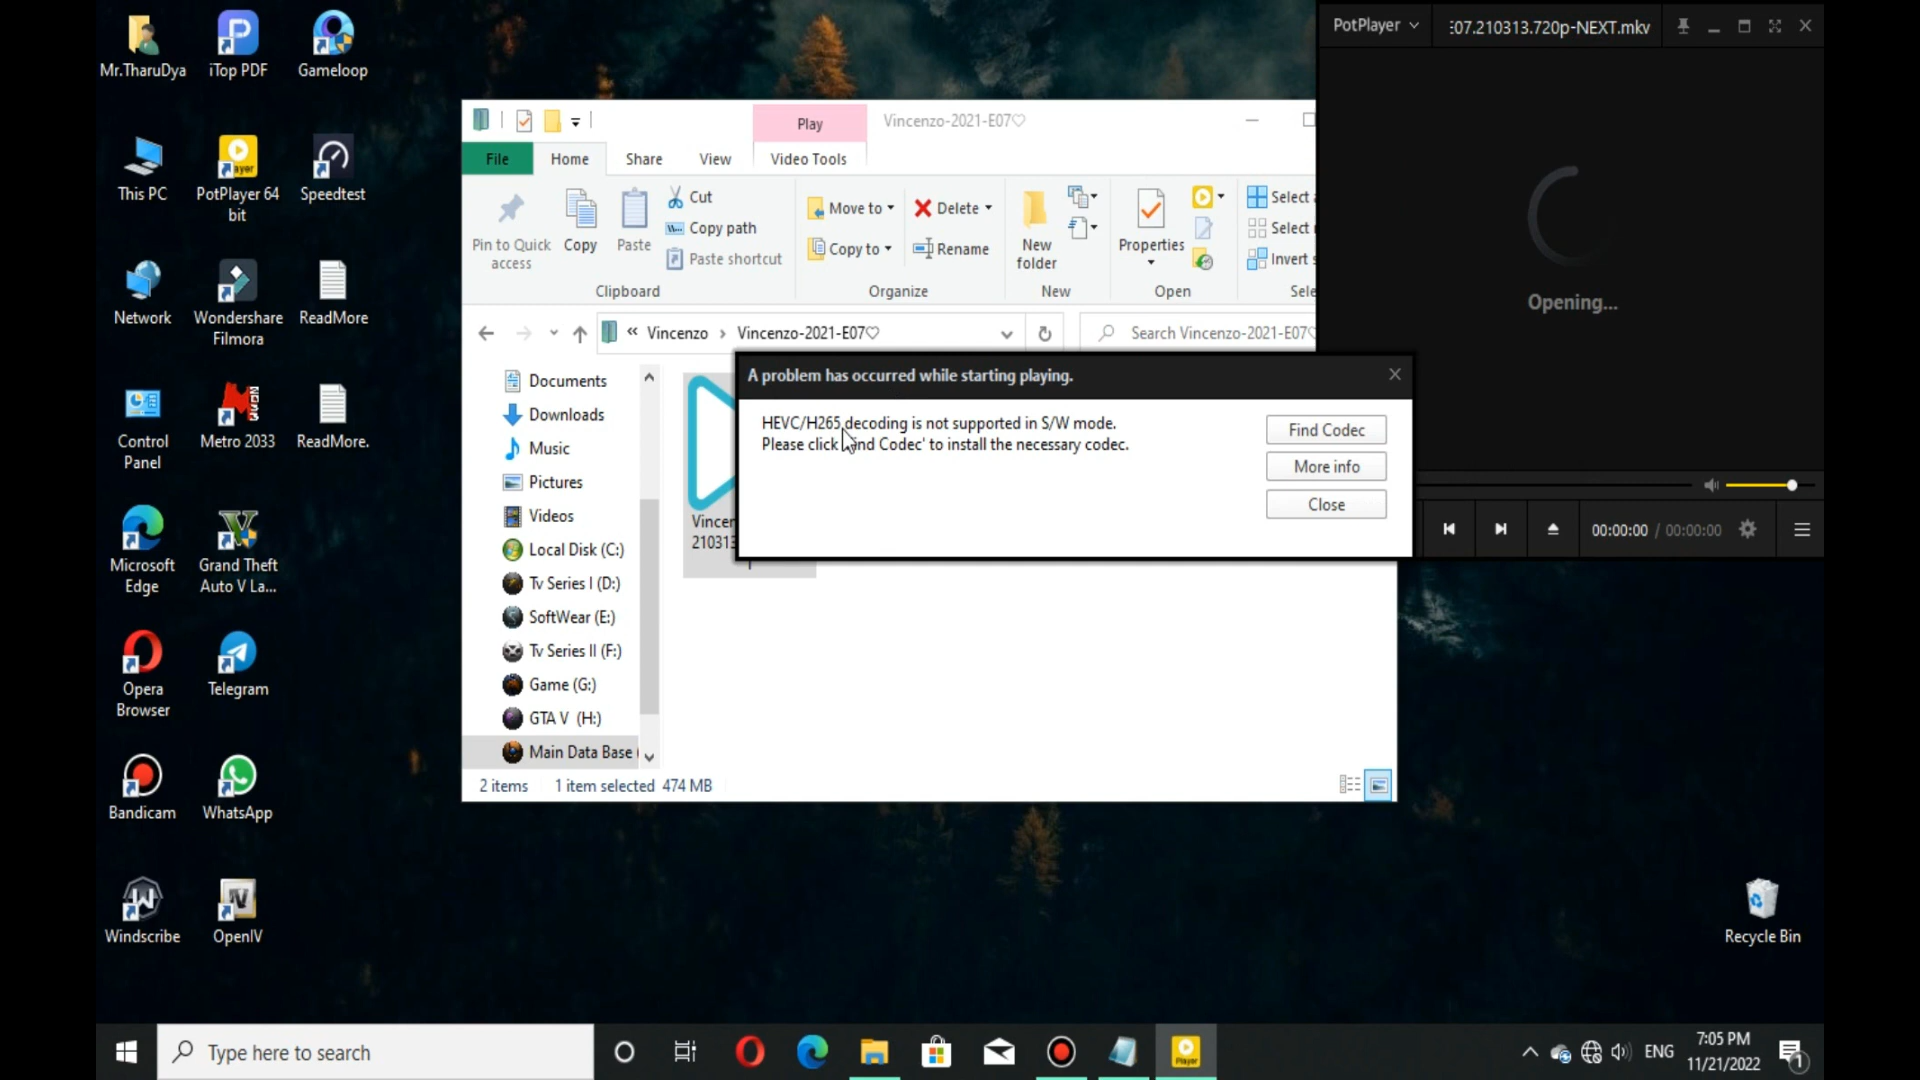 Mr.TharuDya
iTop PDF
Gameloop
This PC
PotPlayer 64
bit
Speedtest
Network
Wondershare
Filmora
ReadMore
Control
Panel
Metro 2033
ReadMore.
Microsoft
Edge
Grand Theft
Auto V La...
Opera
Browser
Telegram
Bandicam
WhatsApp
Windscribe
OpenIV
Recycle Bin
Play
Vincenzo-2021-E07♡
File
Home
Share
View
Video Tools
Pin to Quick
access
Copy
Paste
Cut
Copy path
Paste shortcut
Clipboard
Move to
Copy to
Delete
Rename
Organize
New
folder
New
Properties
Open
Select
Select
Invert
« Vincenzo › Vincenzo-2021-E07♡
Search Vincenzo-2021-E07
Documents
Downloads
Music
Pictures
Videos
Local Disk (C:)
Tv Series I (D:)
SoftWear (E:)
Tv Series II (F:)
Game (G:)
GTA V (H:)
Main Data Base
2 items
1 item selected 474 MB
PotPlayer
:07.210313.720p-NEXT.mkv
Opening...
00:00:00 / 00:00:00
A problem has occurred while starting playing.
HEVC/H265 decoding is not supported in S/W mode.
Please click ind Codec' to install the necessary codec.
Find Codec
More info
Close
Type here to search
ENG
7:05 PM
11/21/2022
1